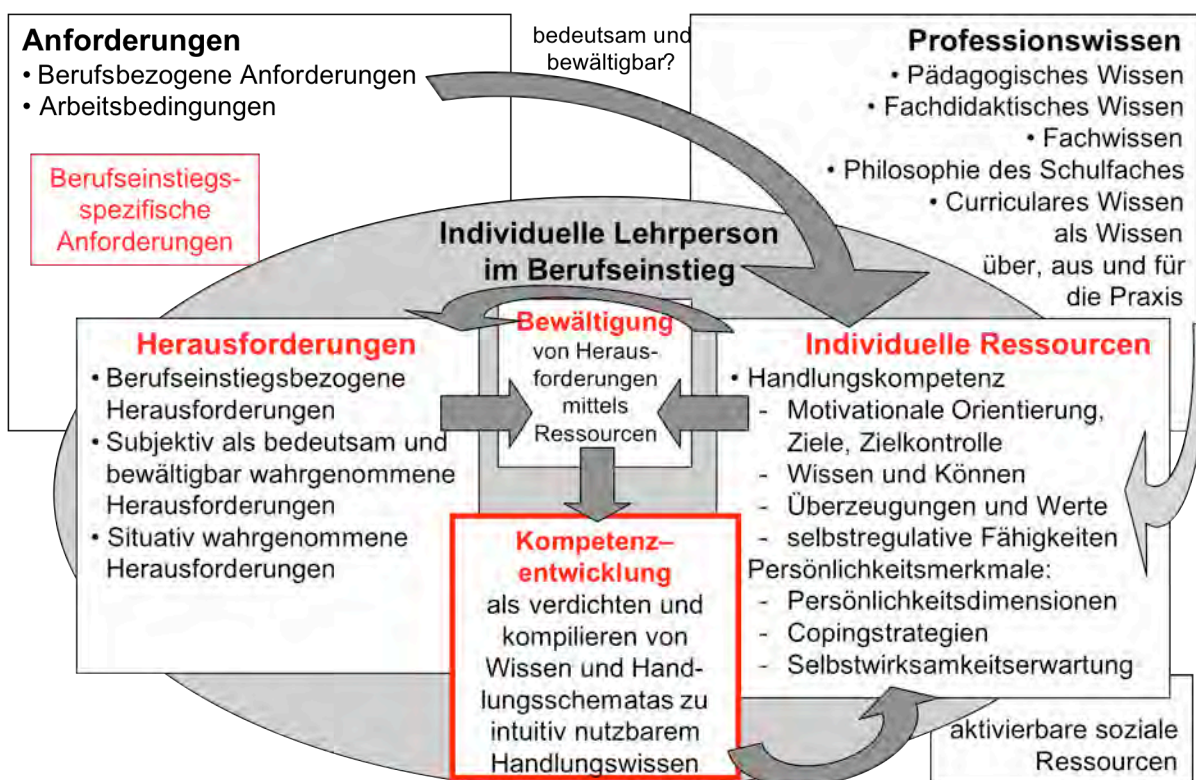 Anforderungen
• Berufsbezogene Anforderungen
• Arbeitsbedingungen
Berufseinstiegs-
spezifische
Anforderungen
bedeutsam und
bewältigbar?
Professionswissen
• Pädagogisches Wissen
• Fachdidaktisches Wissen
• Fachwissen
• Philosophie des Schulfaches
• Curriculares Wissen
als Wissen
über, aus und für
die Praxis
Individuelle Lehrperson
im Berufseinstieg
Herausforderungen
• Berufseinstiegsbezogene
Herausforderungen
• Subjektiv als bedeutsam und
bewältigbar wahrgenommene
Herausforderungen
• Situativ wahrgenommene
Herausforderungen
Bewältigung
von Heraus-
forderungen
mittels
Ressourcen
Individuelle Ressourcen
• Handlungskompetenz
- Motivationale Orientierung,
Ziele, Zielkontrolle
- Wissen und Können
- Überzeugungen und Werte
- selbstregulative Fähigkeiten
Persönlichkeitsmerkmale:
- Persönlichkeitsdimensionen
- Copingstrategien
- Selbstwirksamkeitserwartung
Kompetenz–
entwicklung
als verdichten und
kompilieren von
Wissen und Hand-
lungsschematas zu
intuitiv nutzbarem
Handlungswissen
aktivierbare soziale
Ressourcen